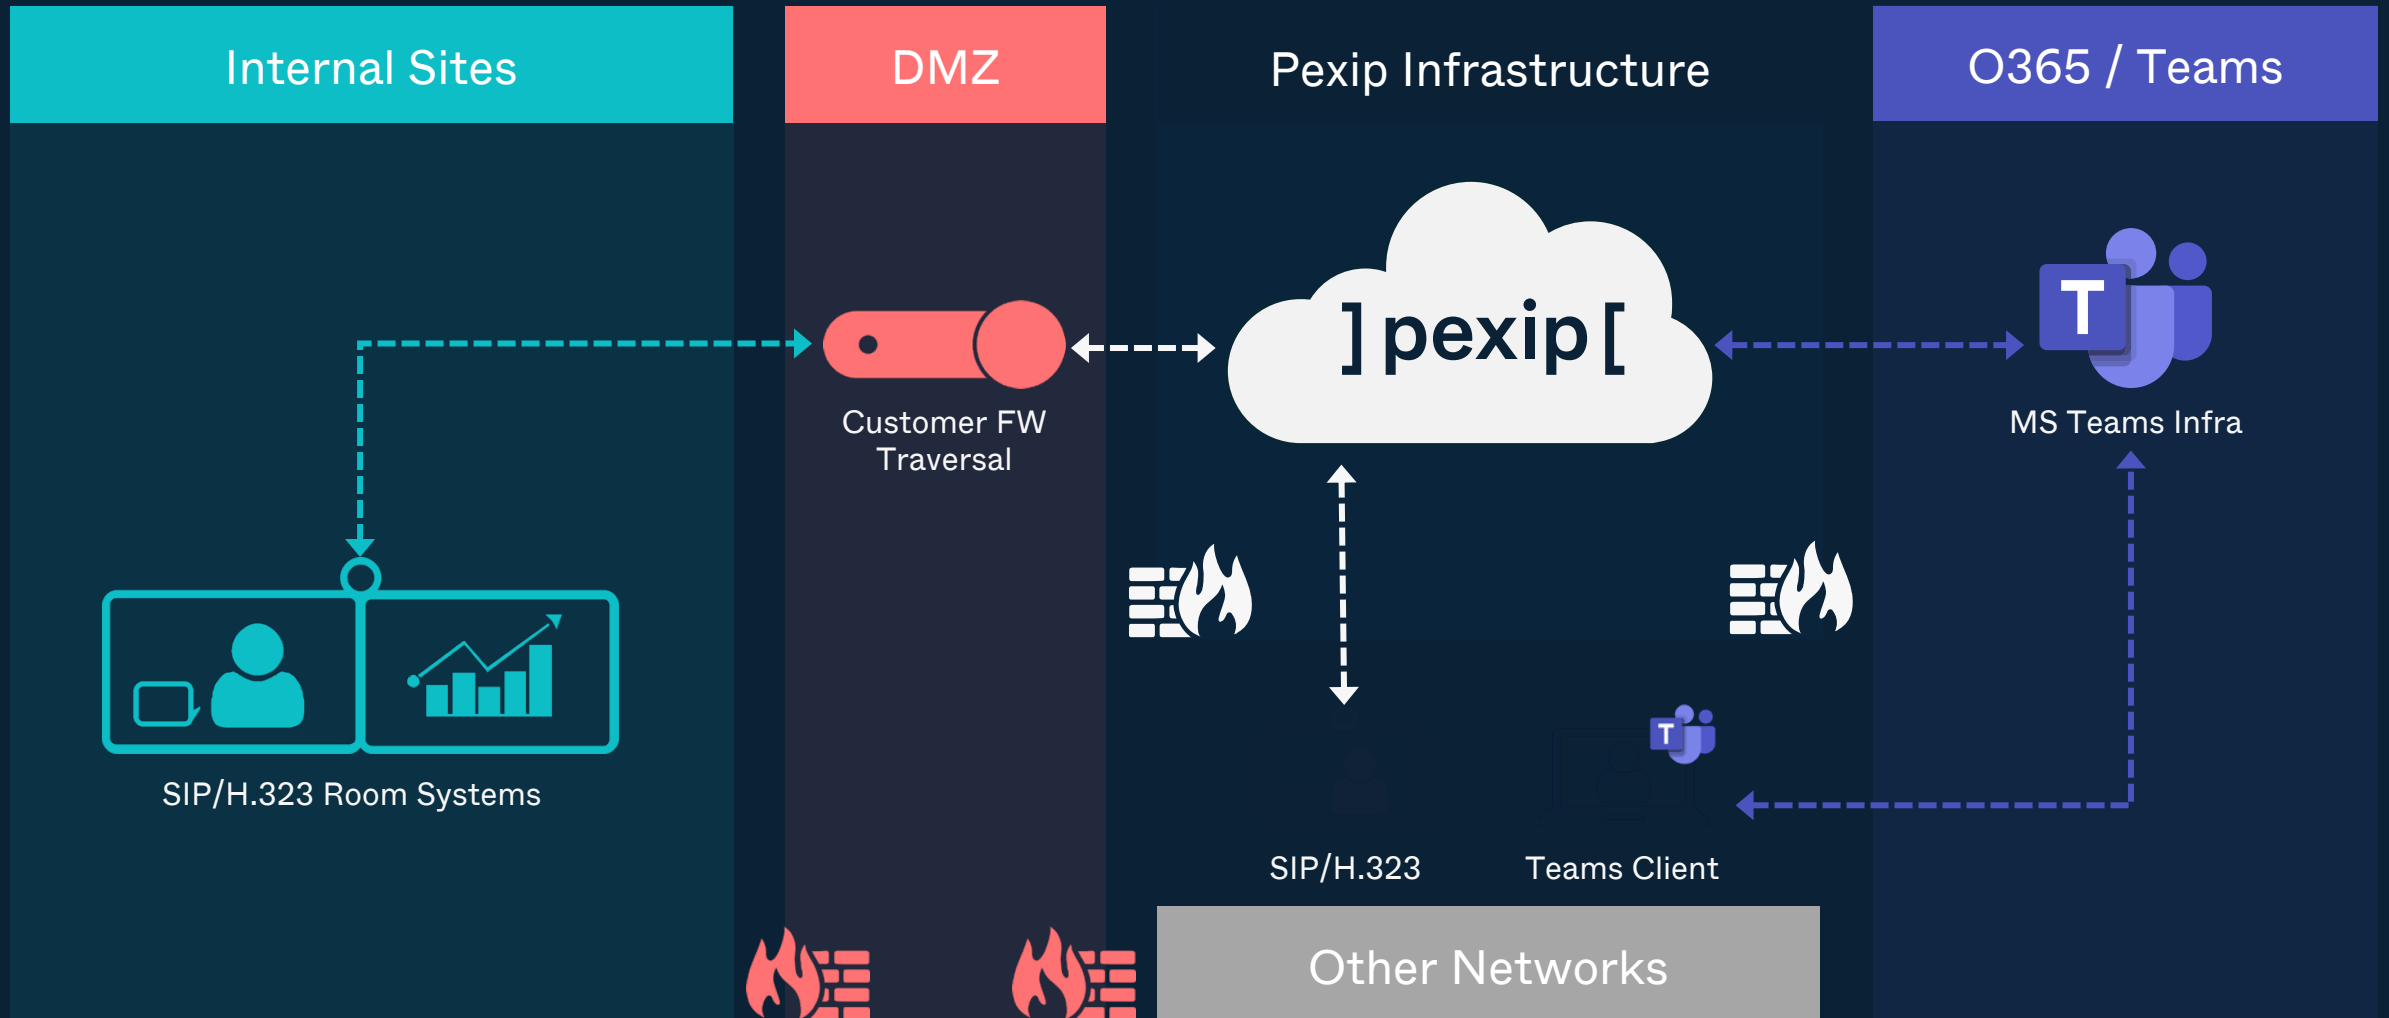 Internal Sites
DMZ
Pexip Infrastructure
O365 / Teams
]pexip[
T
Customer FW
Traversal
MS Teams Infra
T
SIP/H.323 Room Systems
SIP/H.323
Teams Client
Other Networks